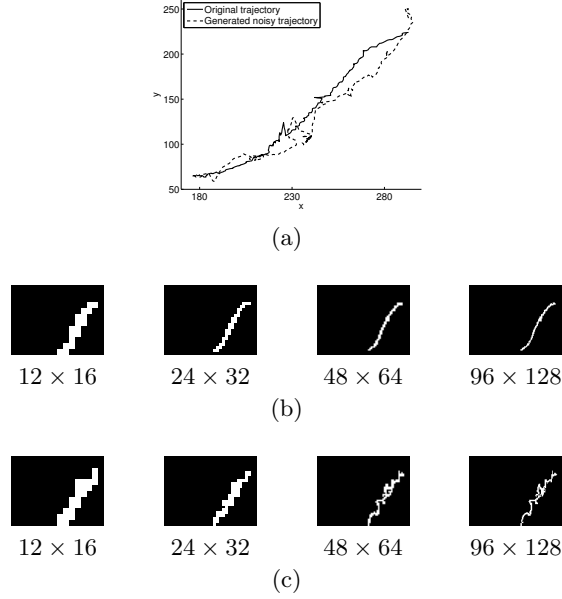 250
200
150
100
50
y
Original trajectory
Generated noisy trajectory
180 230 280
x
(a)
12 × 16 24 × 32 48 × 64 96 × 128
(b)
12 × 16 24 × 32 48 × 64 96 × 128
(c)